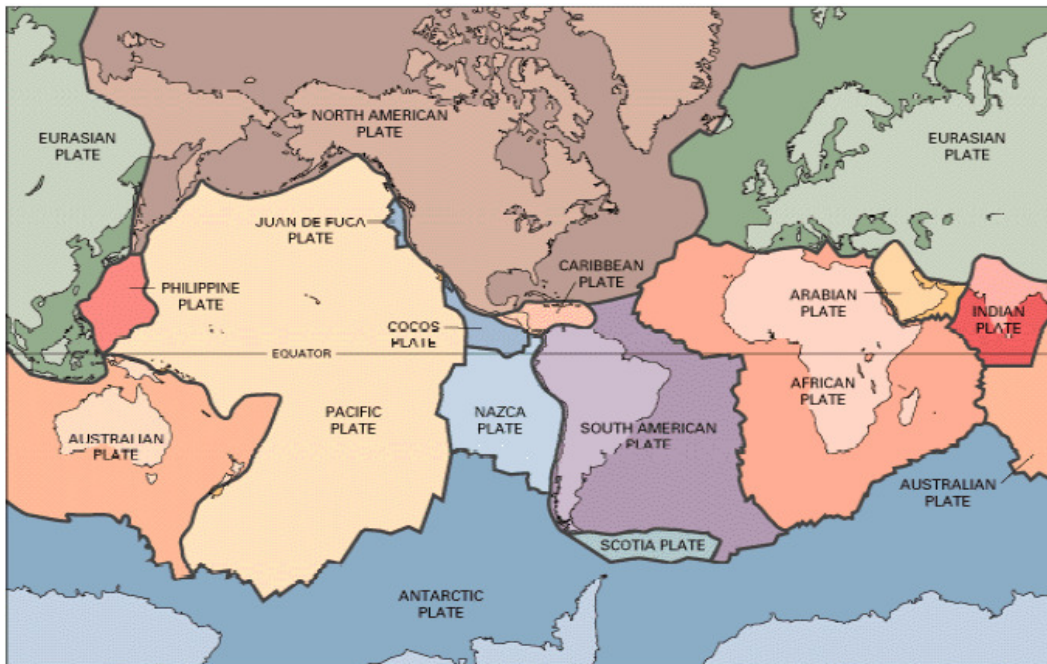 NORTH AMERICAN
PLATE
EURASIAN
PLATE
EURASIAN
PLATE
JUAN DE FUCA
PLATE
CARIBBEAN
PLATE
PHILIPPINE
PLATE
ARABIAN
PLATE
INDIAN
PLATE
COCOS
PLATE
EQUATOR
AFRICAN
PLATE
PACIFIC
PLATE
NAZCA
PLATE
SOUTH AMERICAN
PLATE
AUSTRALIAN
PLATE
AUSTRALIAN
PLATE
SCOTIA PLATE
ANTARCTIC
PLATE